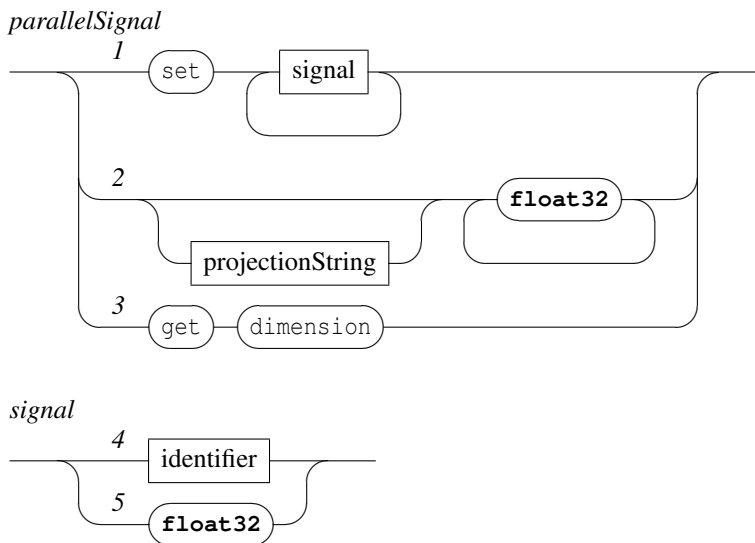 parallelSignal
1 set signal
2 float32
projectionString
3 get dimension
signal
4 identifier
5 float32